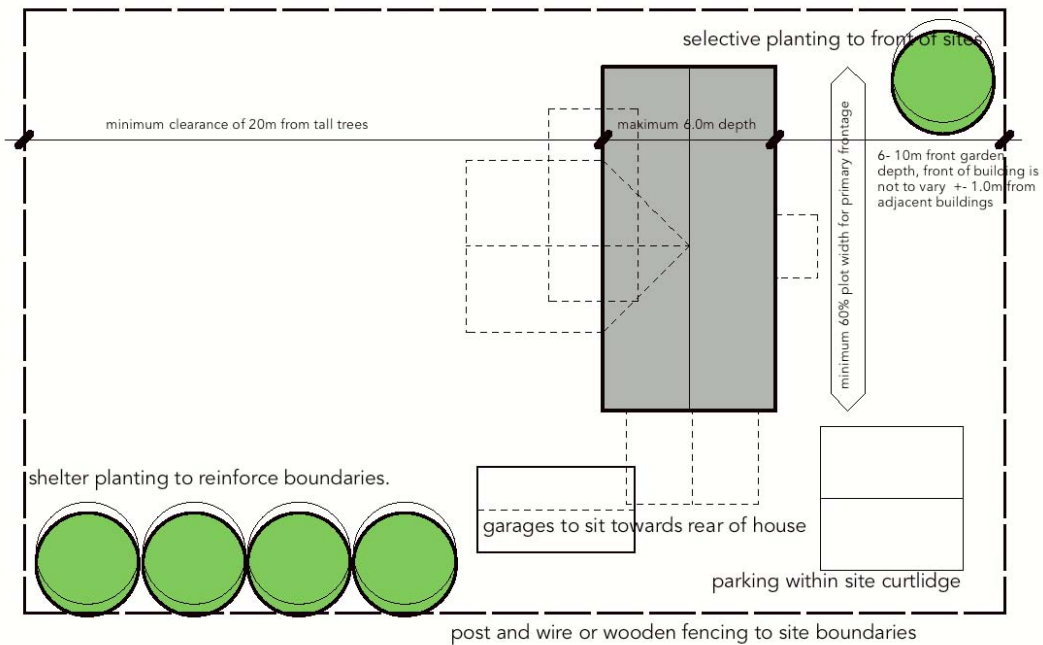 selective planting to front of sites
minimum clearance of 20m from tall trees
maximum 6.0m depth
minimum 60% plot width for primary frontage
6- 10m front garden
depth, front of building is
not to vary +- 1.0m from
adjacent buildings
shelter planting to reinforce boundaries.
garages to sit towards rear of house
parking within site curtlidge
post and wire or wooden fencing to site boundaries